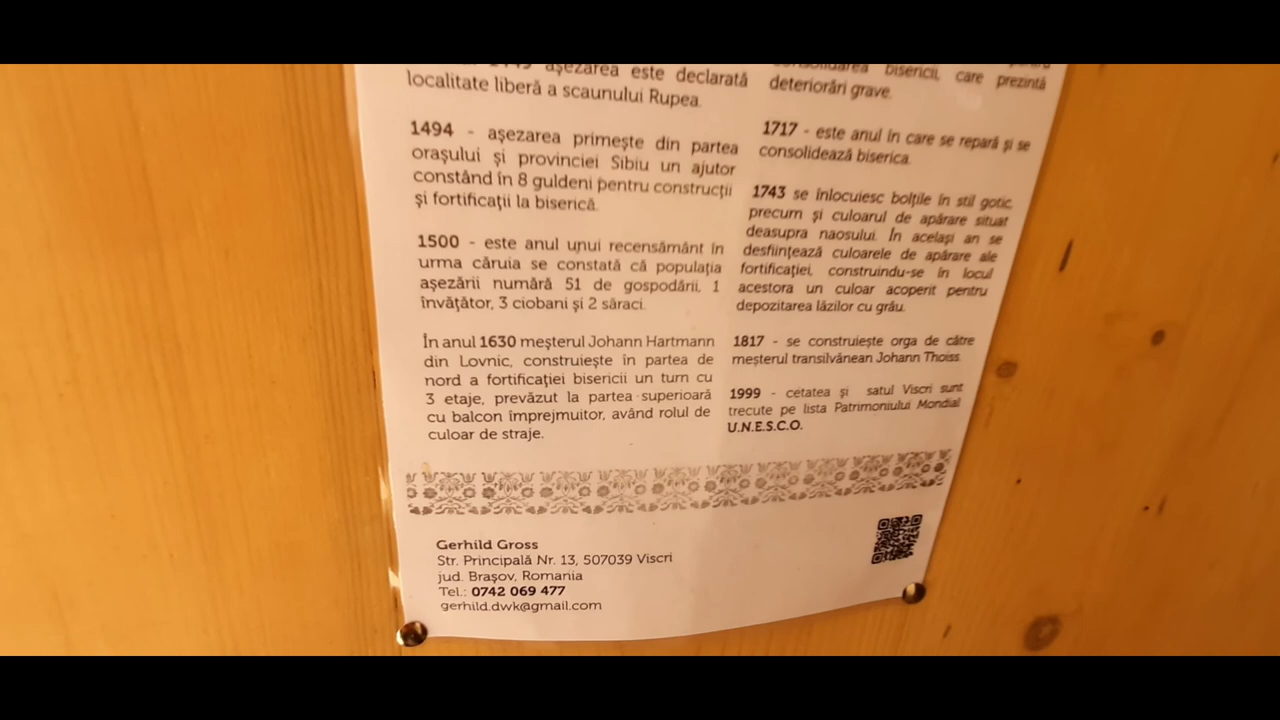 așezarea este declarată
localitate liberă a scaunului Rupea.
1494 - așezarea primește din partea
orașului și provinciei Sibiu un ajutor
constând în 8 guldeni pentru construcții
și fortificații la biserică.
1500 - este anul unui recensământ în
urma căruia se constată că populația
așezării numără 51 de gospodării, 1
învățător, 3 ciobani și 2 săraci.
În anul 1630 meșterul Johann Hartmann
din Lovnic, construiește în partea de
nord a fortificației bisericii un turn cu
3 etaje, prevăzut la partea superioară
cu balcon împrejmuitor, având rolul de
culoar de straje.
consolidarea bisericii, care prezintă
deteriorări grave.
1717 - este anul în care se repară și se
consolidează biserica.
1743 se înlocuiesc bolțile în stil gotic,
precum și culoarul de apărare situat
deasupra naosului. În același an se
desființează culoarele de apărare ale
fortificației, construindu-se în locul
acestora un culoar acoperit pentru
depozitarea lăzilor cu grâu.
1817 - se construiește orga de către
meșterul transilvănean Johann Thoiss.
1999 - cetatea și satul Viscri sunt
trecute pe lista Patrimoniului Mondial
U.N.E.S.C.O.
Gerhild Gross
Str. Principală Nr. 13, 507039 Viscri
jud. Brașov, Romania
Tel.: 0742 069 477
gerhild.dwk@gmail.com